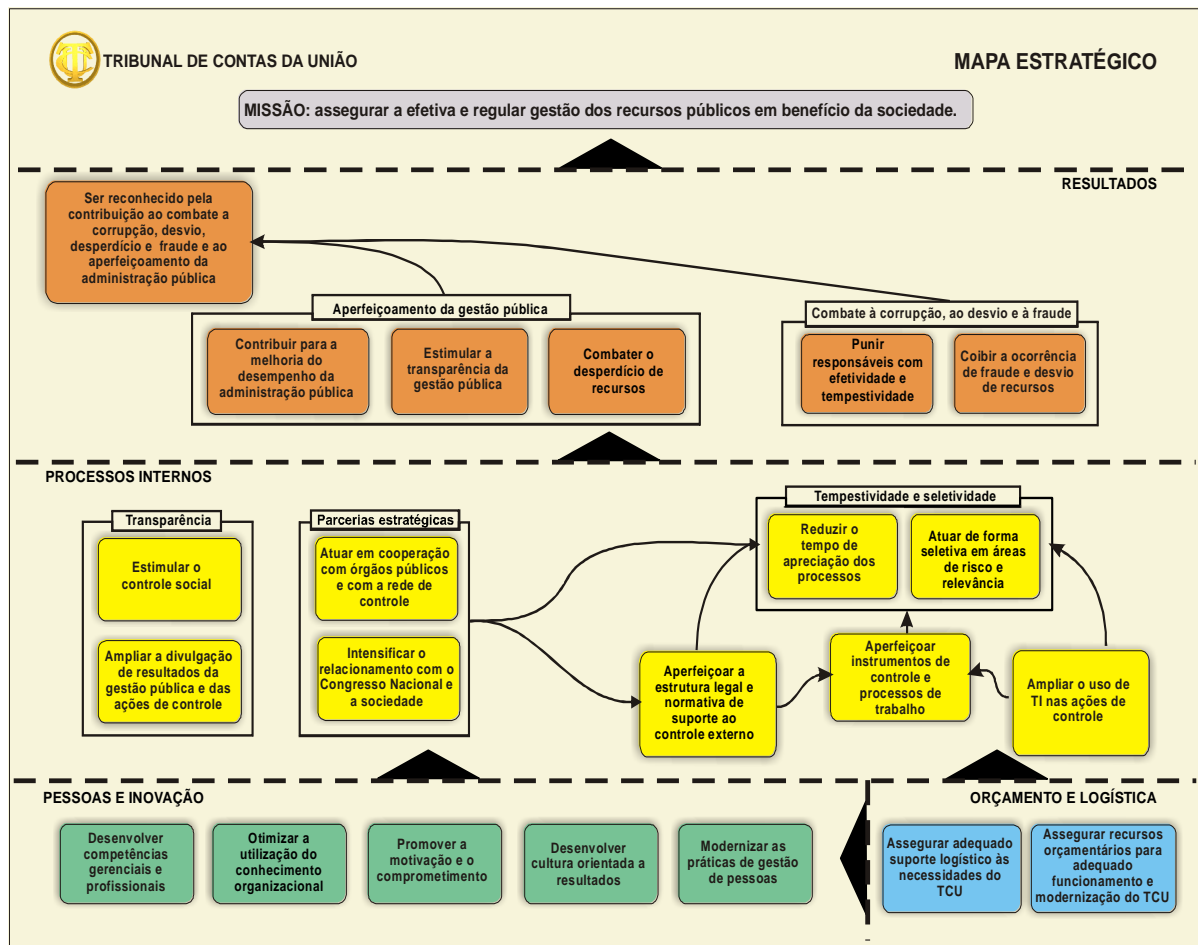 TRIBUNAL DE CONTAS DA UNIÃO
MAPA ESTRATÉGICO
MISSÃO: assegurar a efetiva e regular gestão dos recursos públicos em benefício da sociedade.
RESULTADOS
Ser reconhecido pela
contribuição ao combate a
corrupção, desvio,
desperdício e fraude e ao
aperfeiçoamento da
administração pública
Aperfeiçoamento da gestão pública
Contribuir para a
melhoria do
desempenho da
administração pública
Estimular a
transparência da
gestão pública
Combater o
desperdício de
recursos
Combate à corrupção, ao desvio e à fraude
Punir
responsáveis com
efetividade e
tempestividade
Coibir a ocorrência
de fraude e desvio
de recursos
PROCESSOS INTERNOS
Transparência
Estimular o
controle social
Ampliar a divulgação
de resultados da
gestão pública e das
ações de controle
Parcerias estratégicas
Atuar em cooperação
com órgãos públicos
e com a rede de
controle
Intensificar o
relacionamento com o
Congresso Nacional e
a sociedade
Tempestividade e seletividade
Reduzir o
tempo de
apreciação dos
processos
Atuar de forma
seletiva em áreas
de risco e
relevância
Aperfeiçoar a
estrutura legal e
normativa de
suporte ao
controle externo
Aperfeiçoar
instrumentos de
controle e
processos de
trabalho
Ampliar o uso de
TI nas ações de
controle
PESSOAS E INOVAÇÃO
Desenvolver
competências
gerenciais e
profissionais
Otimizar a
utilização do
conhecimento
organizacional
Promover a
motivação e o
comprometimento
Desenvolver
cultura orientada a
resultados
Modernizar as
práticas de gestão
de pessoas
ORÇAMENTO E LOGÍSTICA
Assegurar adequado
suporte logístico às
necessidades do
TCU
Assegurar recursos
orçamentários para
adequado
funcionamento e
modernização do TCU